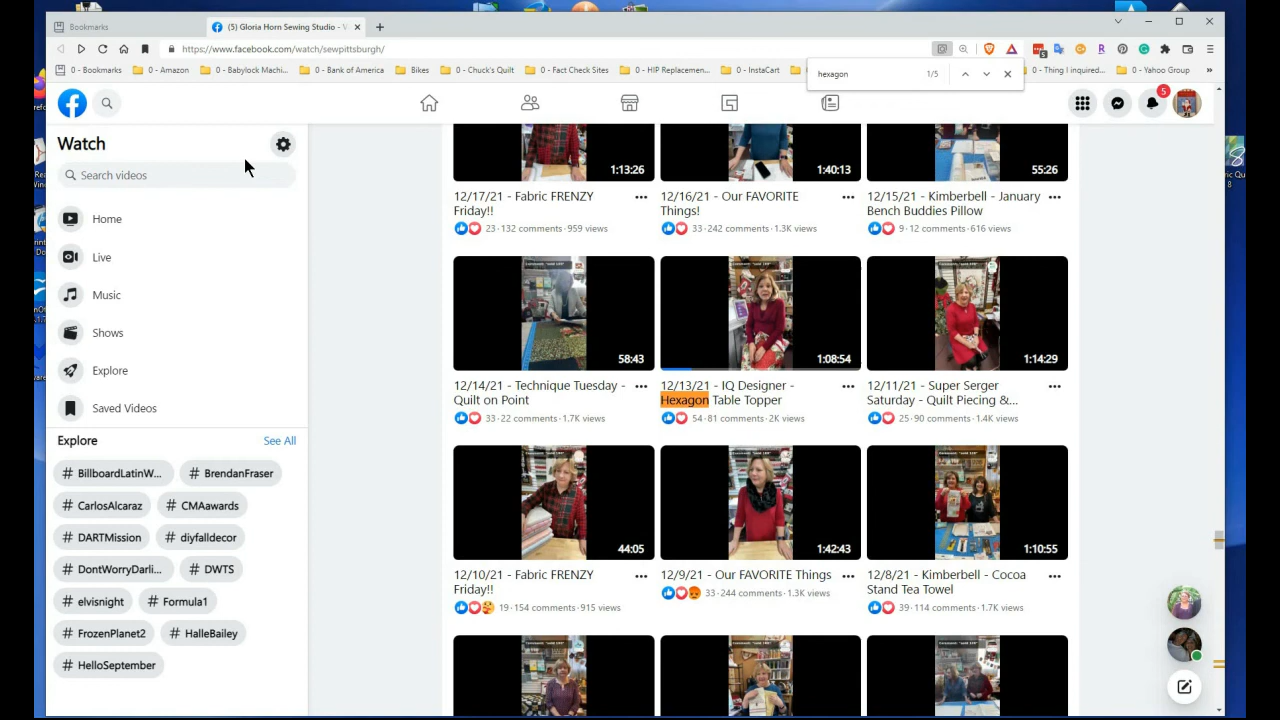 Bookmarks
(5) Gloria Horn Sewing Studio - V
https://www.facebook.com/watch/sewpittsburgh/
0 - Bookmarks
0 - Amazon
0 - Babylock Machi...
0 - Bank of America
Bikes
0 - Chuck's Quilt
0 - Fact Check Sites
0 - HIP Replacemen...
0 - InstaCart
0 - Thing I inquired...
0 - Yahoo Group
»
hexagon
1/5
5
5
Watch
Search videos
Home
Live
Music
Shows
Explore
Saved Videos
Explore
See All
# BillboardLatinW...
# BrendanFraser
# CarlosAlcaraz
# CMAawards
# DARTMission
# diyfalldecor
# DontWorryDarli...
# DWTS
# elvisnight
# Formula1
# FrozenPlanet2
# HalleBailey
# HelloSeptember
1:13:26
1:40:13
55:26
12/17/21 - Fabric FRENZY
Friday!!
23·132 comments·959 views
12/16/21 - Our FAVORITE
Things!
33·242 comments·1.3K views
12/15/21 - Kimberbell - January
Bench Buddies Pillow
9·12 comments·616 views
58:43
1:08:54
1:14:29
12/14/21 - Technique Tuesday -
Quilt on Point
33·22 comments·1.7K views
12/13/21 - IQ Designer -
Hexagon Table Topper
54·81 comments·2K views
12/11/21 - Super Serger
Saturday - Quilt Piecing &...
25·90 comments·1.4K views
44:05
1:42:43
1:10:55
12/10/21 - Fabric FRENZY
Friday!!
19·154 comments·915 views
12/9/21 - Our FAVORITE Things
33·244 comments·1.3K views
12/8/21 - Kimberbell - Cocoa
Stand Tea Towel
39·114 comments·1.7K views